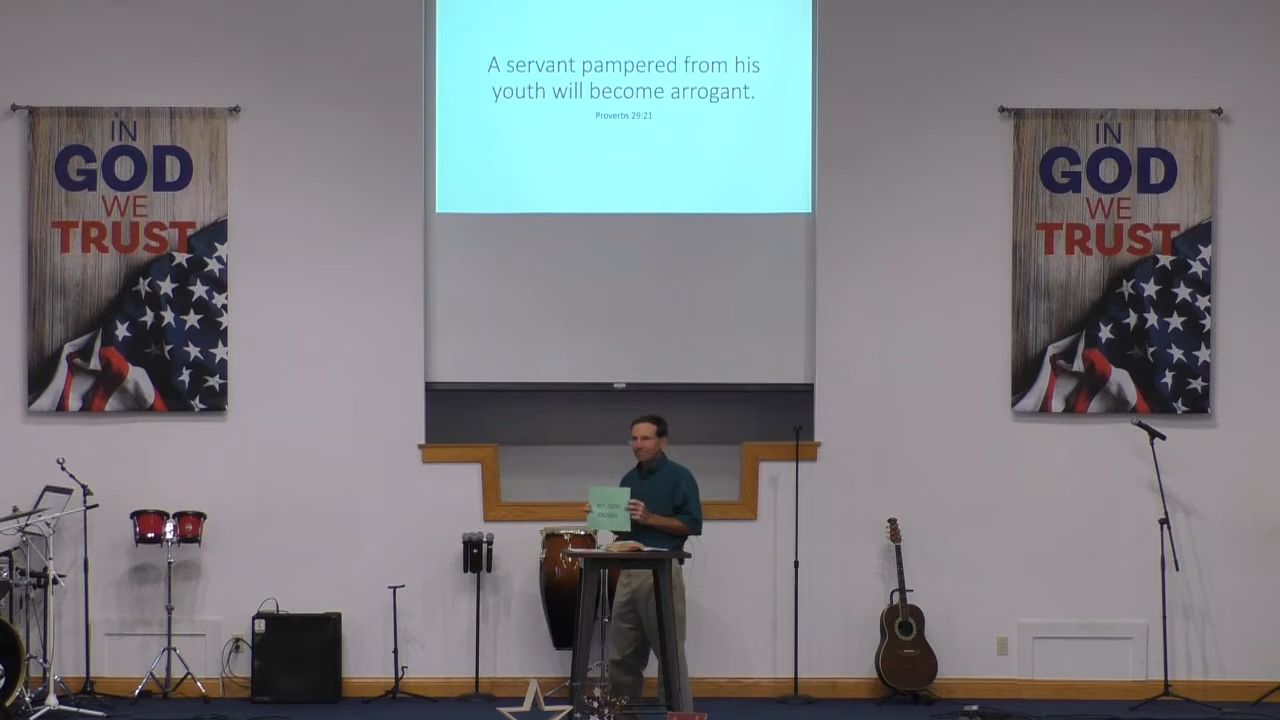 A servant pampered from his
youth will become arrogant.
Proverbs 29:21
IN
GOD
WE
TRUST
IN
GOD
WE
TRUST